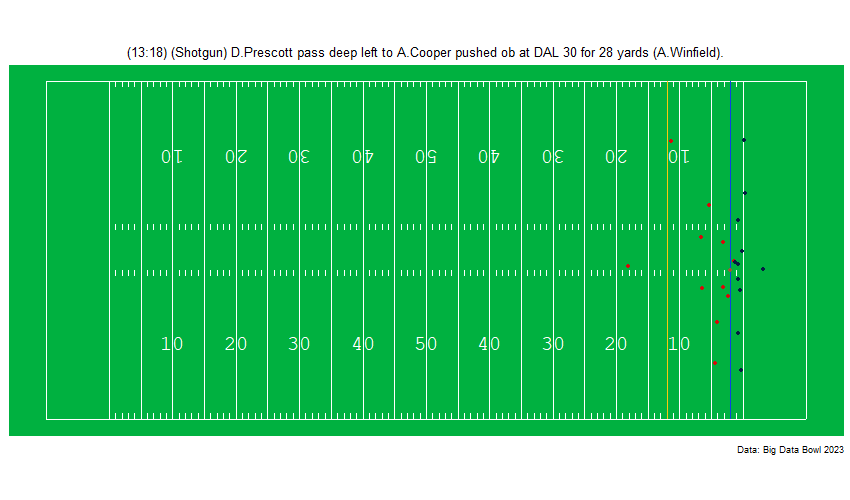 (13:18) (Shotgun) D.Prescott pass deep left to A.Cooper pushed ob at DAL 30 for 28 yards (A.Winfield).
10 20 30 40 50 40 30 20 10
10 20 30 40 50 40 30 20 10
Data: Big Data Bowl 2023